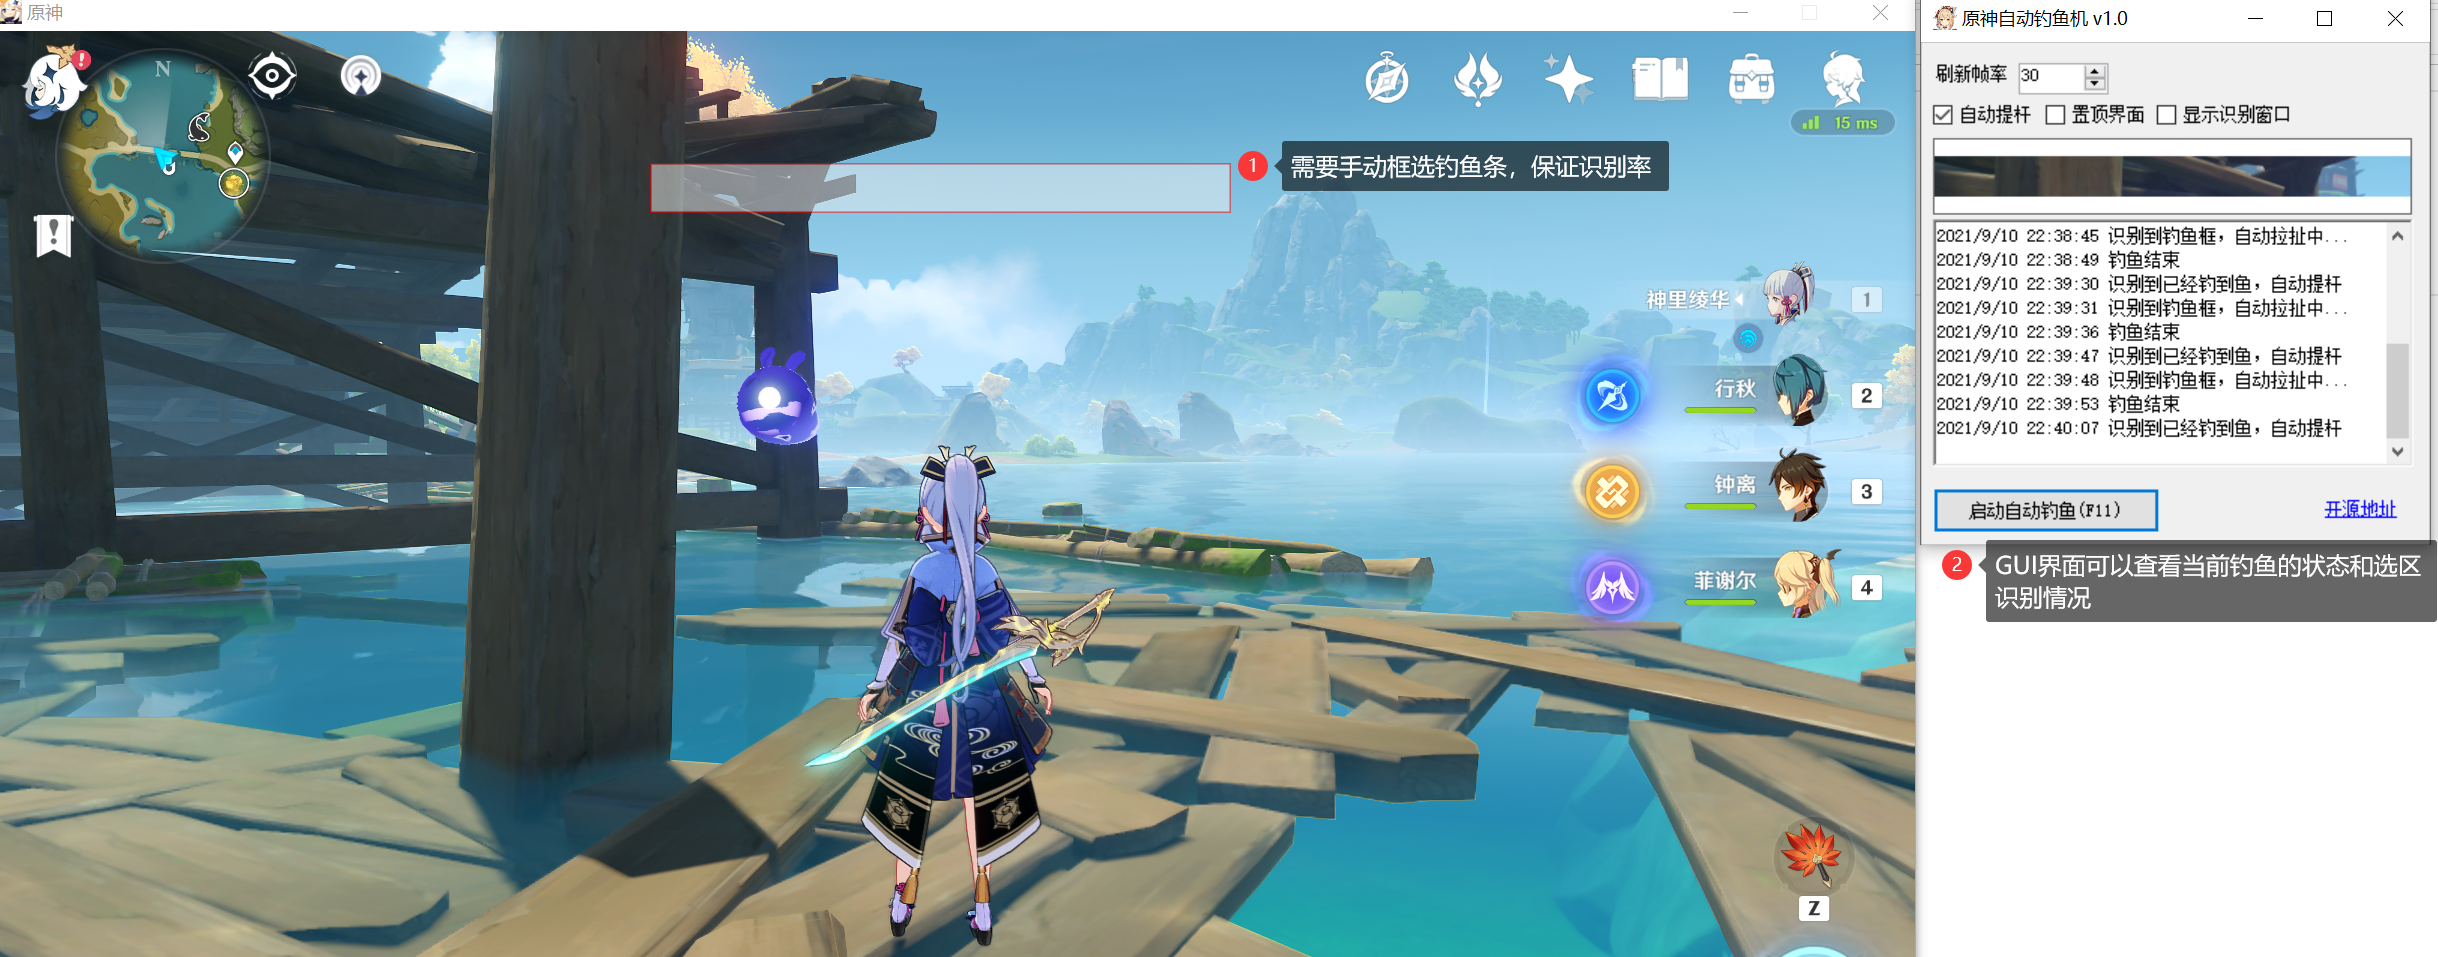 原神
N
15 ms
需要手动框选钓鱼条，保证识别率
1
神里绫华
1
行秋
2
钟离
3
菲谢尔
4
Z
原神自动钓鱼机 v1.0
刷新帧率 30
自动提杆 置顶界面 显示识别窗口
2021/9/10 22:38:45 识别到钓鱼框，自动拉扯中...
2021/9/10 22:38:49 钓鱼结束
2021/9/10 22:39:30 识别到已经钓到鱼，自动提杆
2021/9/10 22:39:31 识别到钓鱼框，自动拉扯中...
2021/9/10 22:39:36 钓鱼结束
2021/9/10 22:39:47 识别到已经钓到鱼，自动提杆
2021/9/10 22:39:48 识别到钓鱼框，自动拉扯中...
2021/9/10 22:39:53 钓鱼结束
2021/9/10 22:40:07 识别到已经钓到鱼，自动提杆
启动自动钓鱼(F11)
开源地址
2
GUI界面可以查看当前钓鱼的状态和选区
识别情况